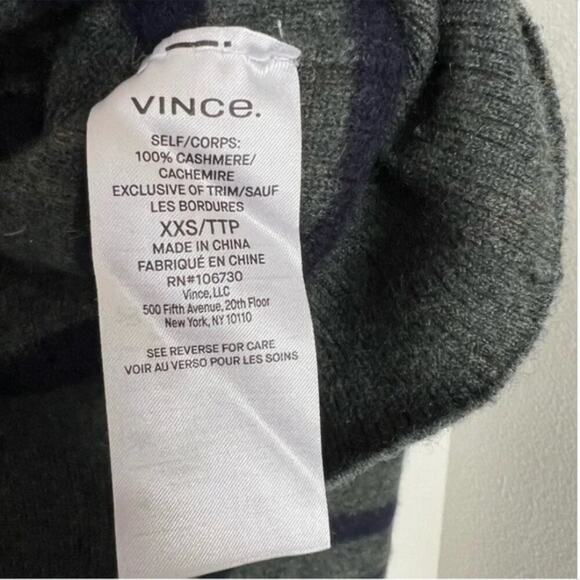 VINCE.
SELF/CORPS:
100% CASHMERE/
CACHEMIRE
EXCLUSIVE OF TRIM/SAUF
LES BORDURES
XXS/TTP
MADE IN CHINA
FABRIQUÉ EN CHINE
RN#106730
Vince, LLC
500 Fifth Avenue, 20th Floor
New York, NY 10110
SEE REVERSE FOR CARE
VOIR AU VERSO POUR LES SOINS